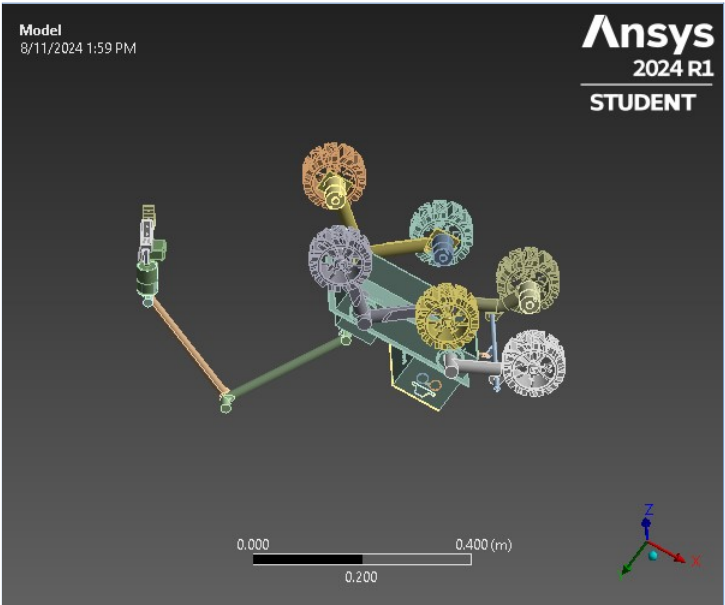 Model
8/11/2024 1:59 PM
Ansys
2024 R1
STUDENT
Z
X
0.000
0.400 (m)
0.200